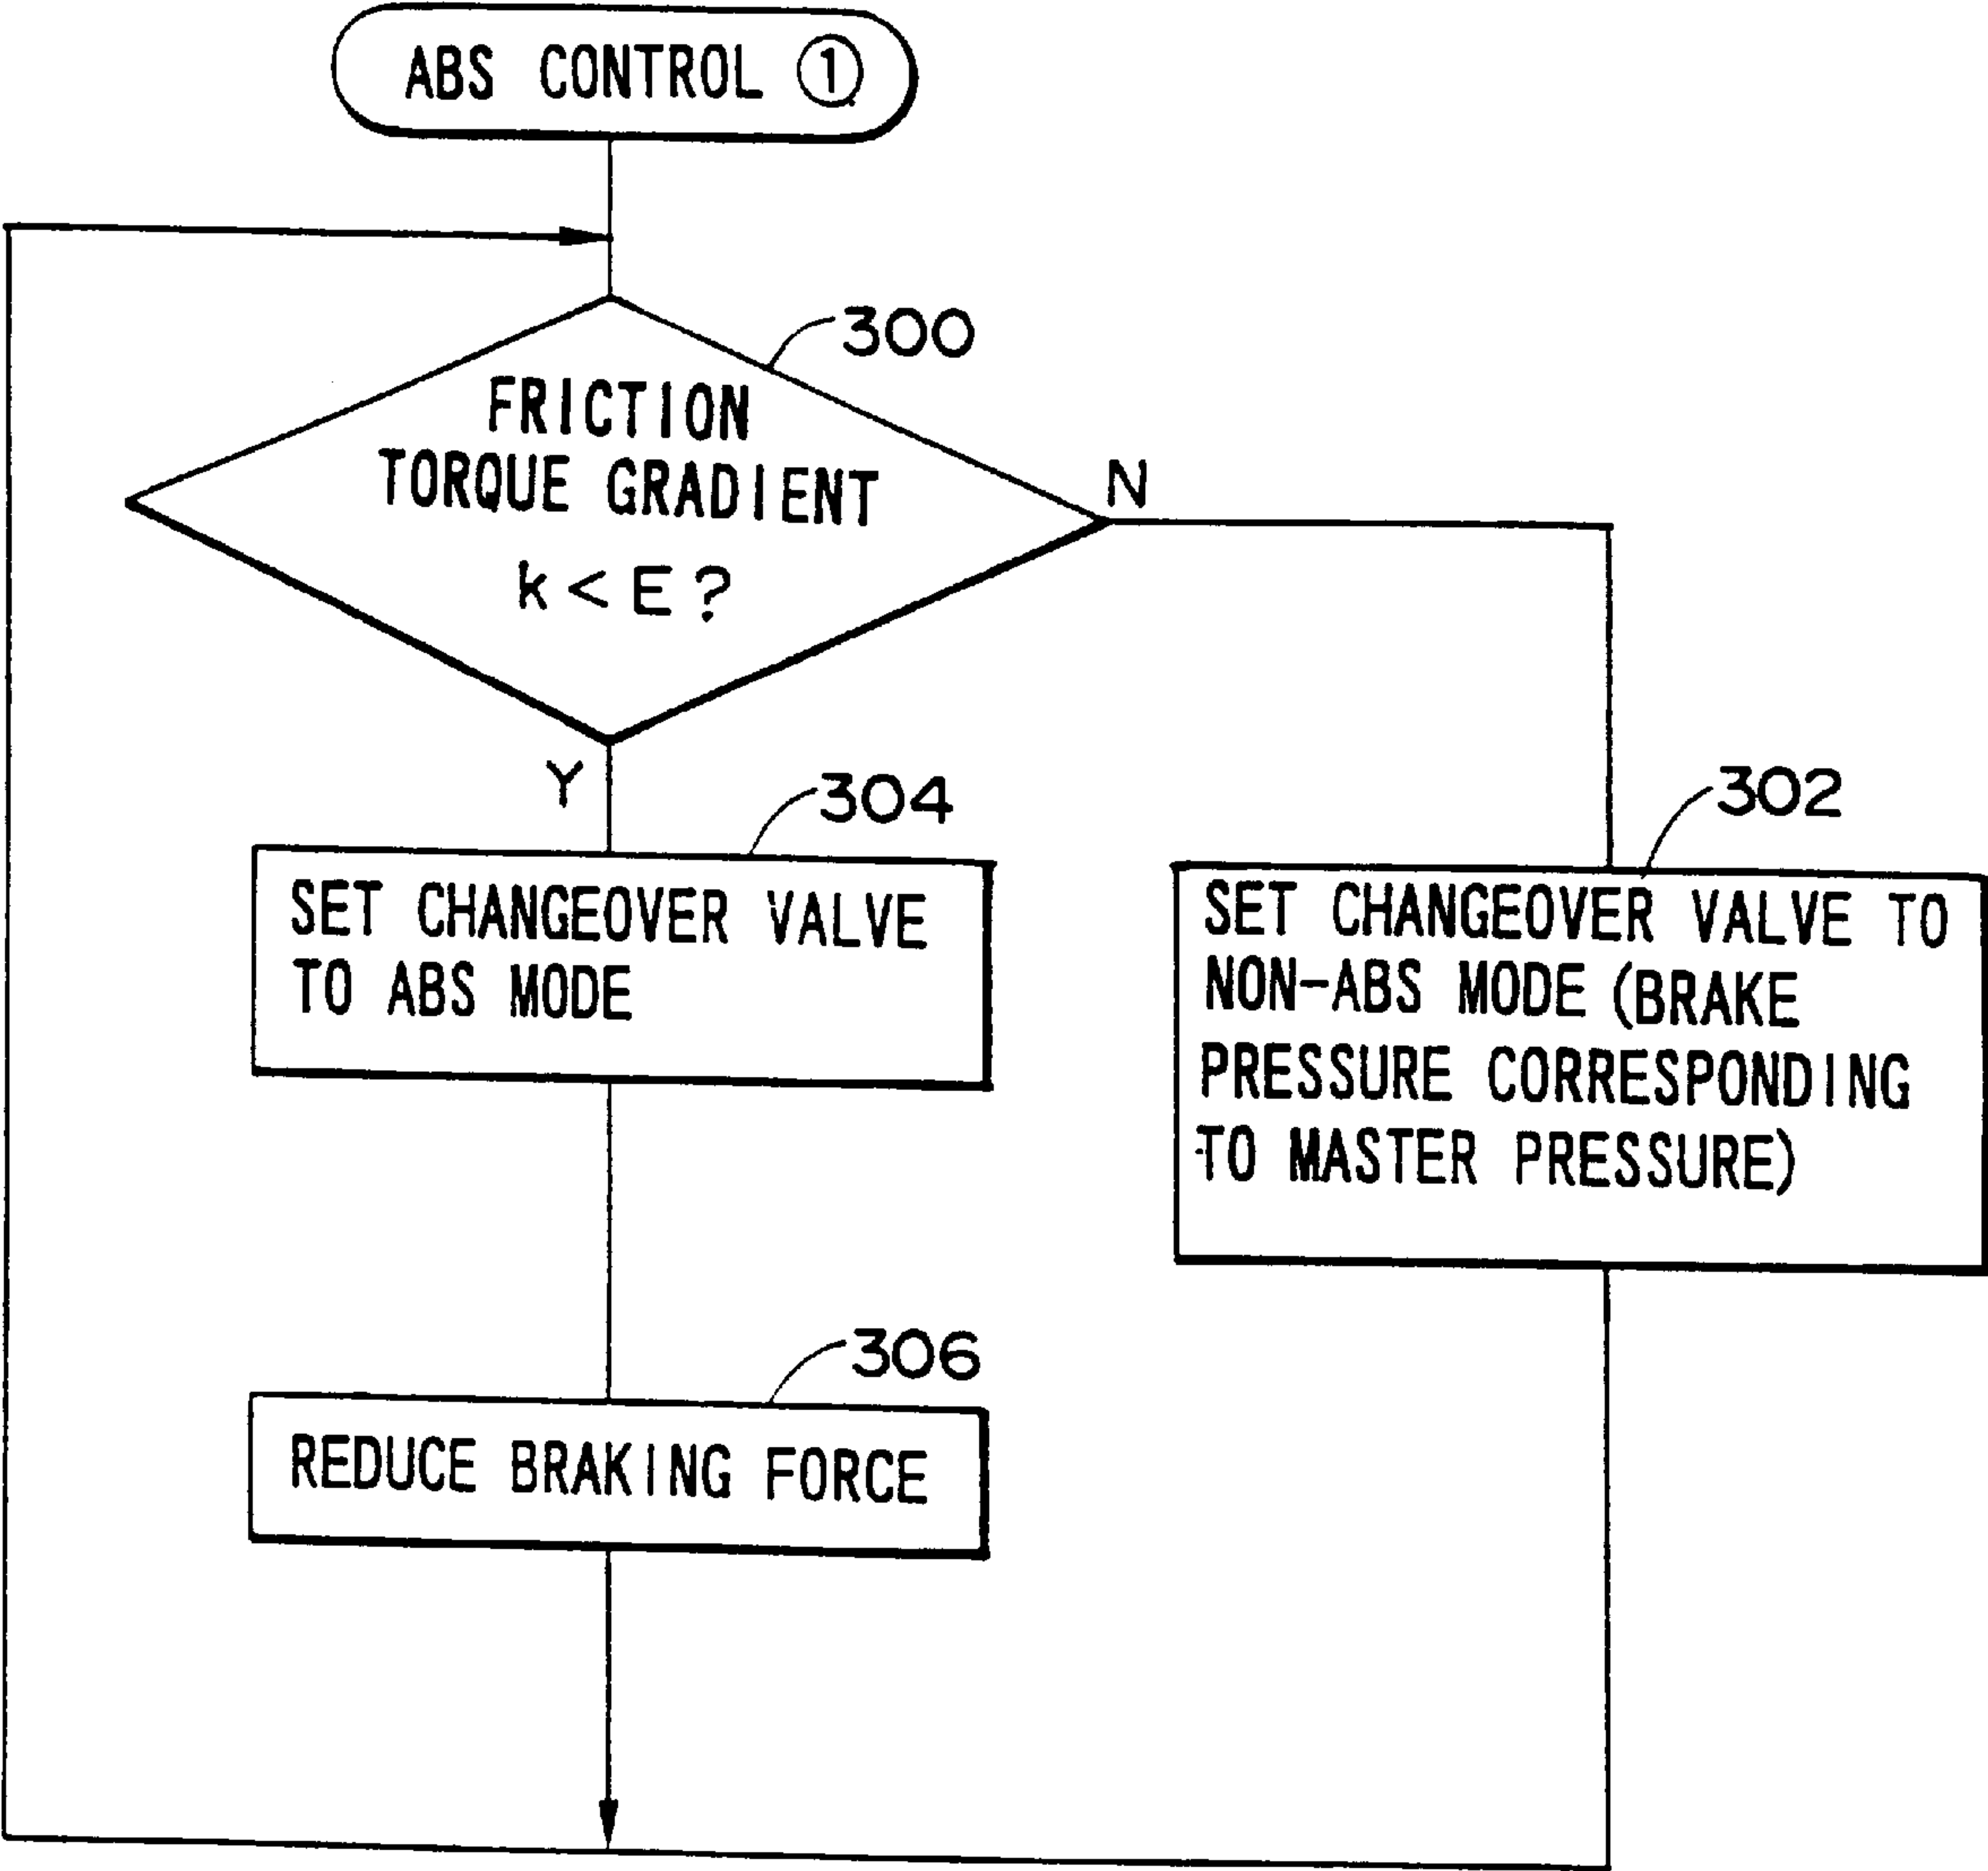 ABS CONTROL ①
300
FRICTION
TORQUE GRADIENT
k < E ?
N
Y
304
SET CHANGEOVER VALVE
TO ABS MODE
302
SET CHANGEOVER VALVE TO
NON-ABS MODE (BRAKE
PRESSURE CORRESPONDING
TO MASTER PRESSURE)
306
REDUCE BRAKING FORCE